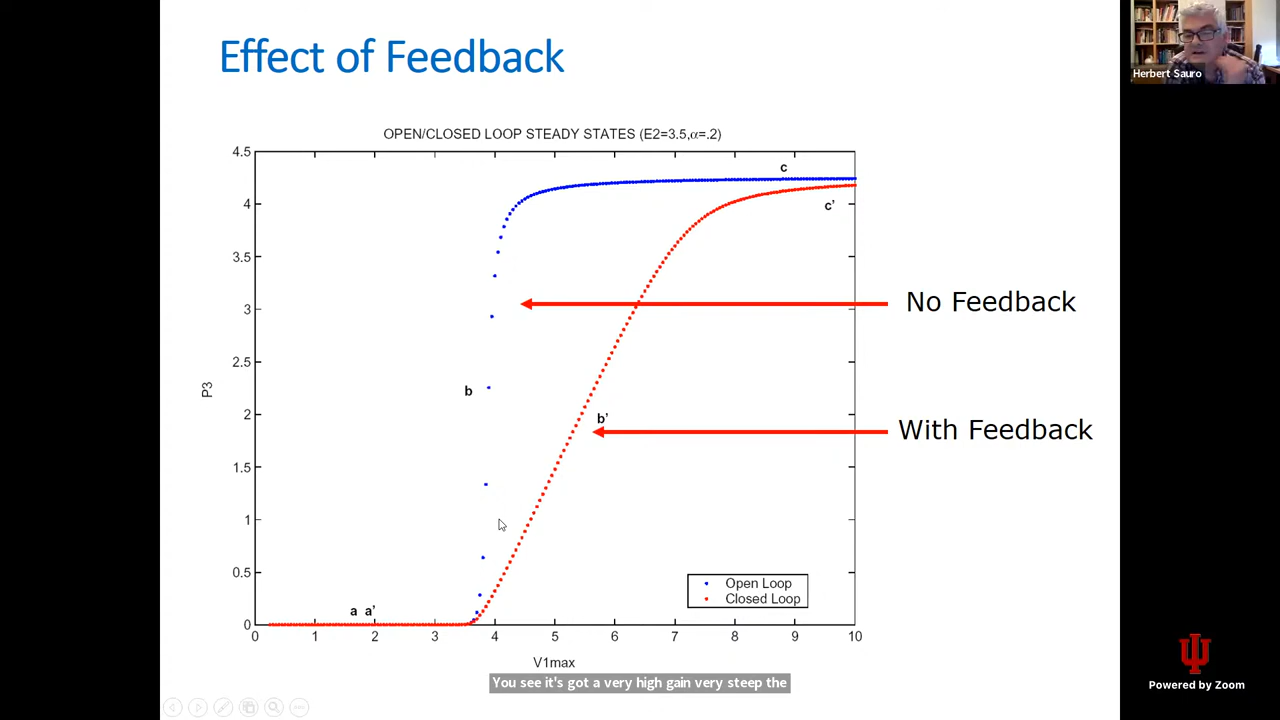 Effect of Feedback
Herbert Sauro
OPEN/CLOSED LOOP STEADY STATES (E2=3.5,α=.2)
4.5
4
3.5
3
2.5
2
1.5
1
0.5
0
P3
c
c’
No Feedback
b
b’
With Feedback
a a’
Open Loop
Closed Loop
0 1 2 3 4 5 6 7 8 9 10
V1max
You see it's got a very high gain very steep the
Powered by Zoom